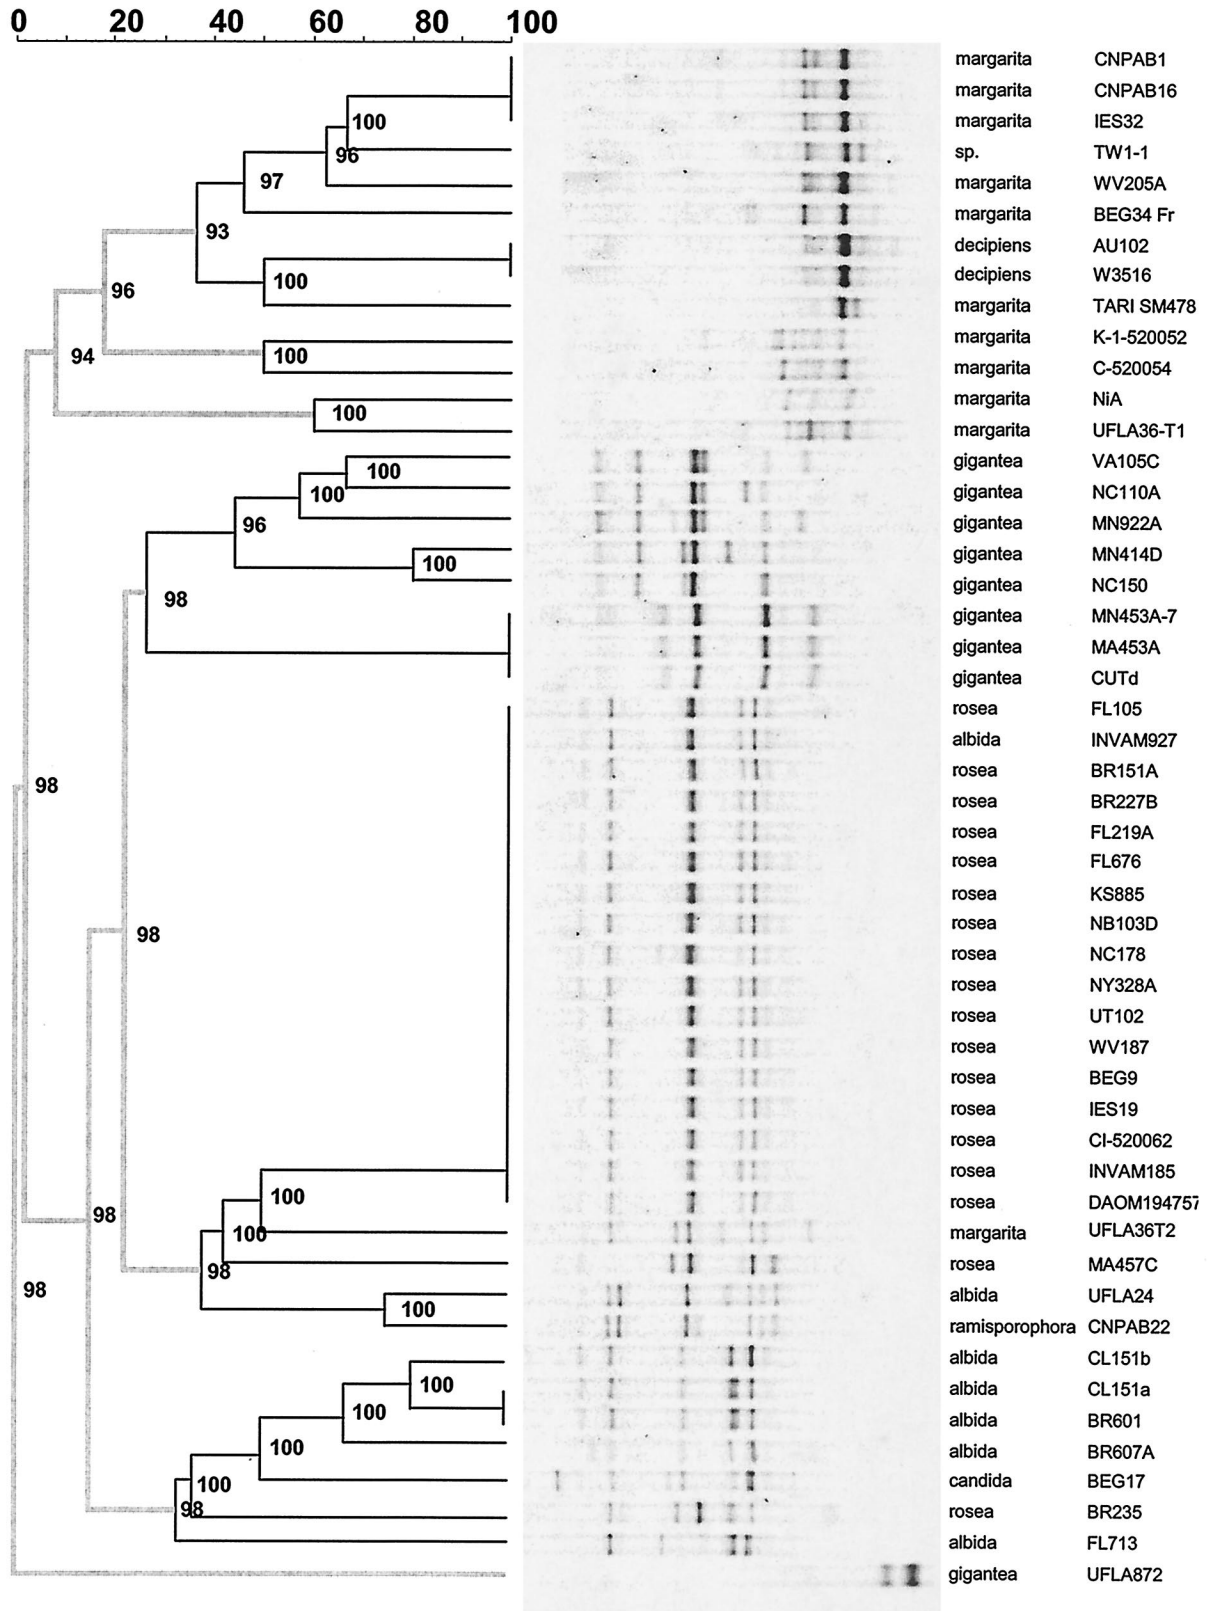 0 20 40 60 80 100
margarita CNPAB1
margarita CNPAB16
100
margarita IES32
96
sp. TW1-1
97
margarita WV205A
margarita BEG34 Fr
93
decipiens AU102
decipiens W3516
100
96
margarita TARI SM478
margarita K-1-520052
94
100
margarita C-520054
margarita NiA
100
margarita UFLA36-T1
gigantea VA105C
100
gigantea NC110A
100
gigantea MN922A
96
gigantea MN414D
100
gigantea NC150
98
gigantea MN453A-7
gigantea MA453A
gigantea CUTd
rosea FL105
albida INVAM927
rosea BR151A
98
rosea BR227B
rosea FL219A
rosea FL676
rosea KS885
rosea NB103D
98
rosea NC178
rosea NY328A
rosea UT102
rosea WV187
rosea BEG9
rosea IES19
rosea CI-520062
rosea INVAM185
100
rosea DAOM194757
98
margarita UFLA36T2
100
rosea MA457C
98
98
albida UFLA24
100
ramisporophora CNPAB22
albida CL151b
100
albida CL151a
100
albida BR601
100
albida BR607A
candida BEG17
100
98
rosea BR235
albida FL713
gigantea UFLA872